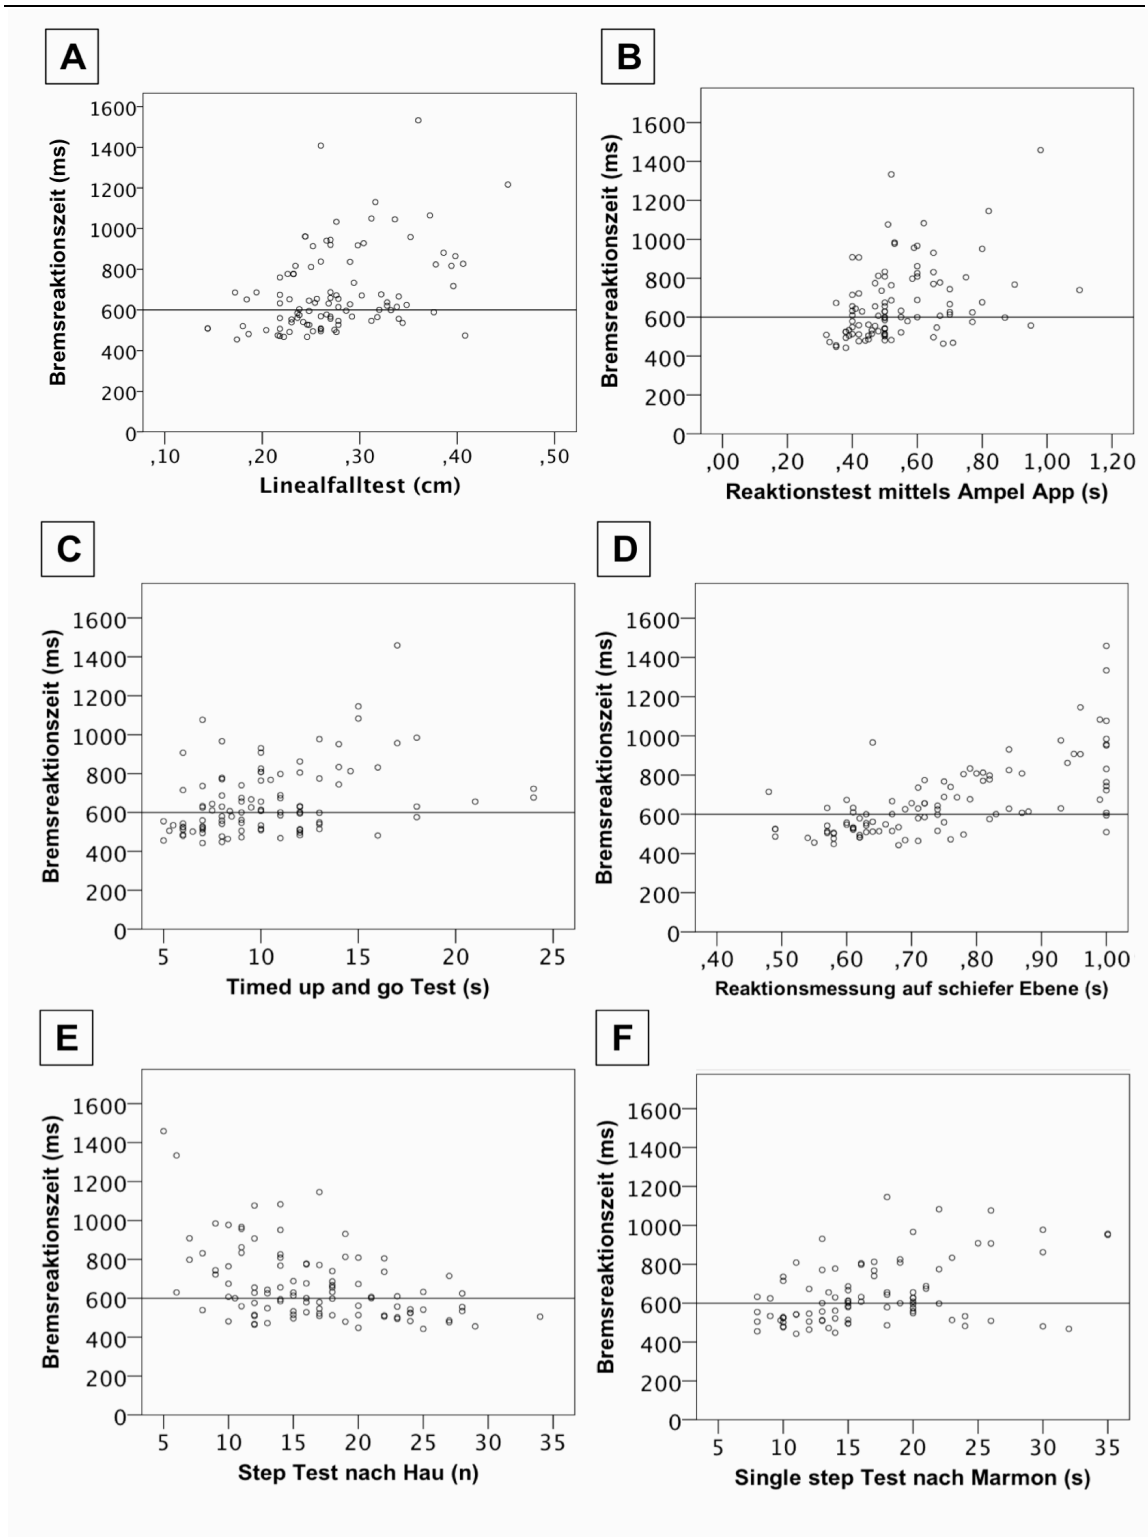 A
Bremsreaktionszeit (ms)
1600
1400
1200
1000
800
600
400
200
0
,10 ,20 ,30 ,40 ,50
Linealfalltest (cm)
B
Bremsreaktionszeit (ms)
1600
1400
1200
1000
800
600
400
200
0
,00 ,20 ,40 ,60 ,80 1,00 1,20
Reaktionstest mittels Ampel App (s)
C
Bremsreaktionszeit (ms)
1600
1400
1200
1000
800
600
400
200
0
5 10 15 20 25
Timed up and go Test (s)
D
Bremsreaktionszeit (ms)
1600
1400
1200
1000
800
600
400
200
0
,40 ,50 ,60 ,70 ,80 ,90 1,00
Reaktionsmessung auf schiefer Ebene (s)
E
Bremsreaktionszeit (ms)
1600
1400
1200
1000
800
600
400
200
0
5 10 15 20 25 30 35
Step Test nach Hau (n)
F
Bremsreaktionszeit (ms)
1600
1400
1200
1000
800
600
400
200
0
5 10 15 20 25 30 35
Single step Test nach Marmon (s)